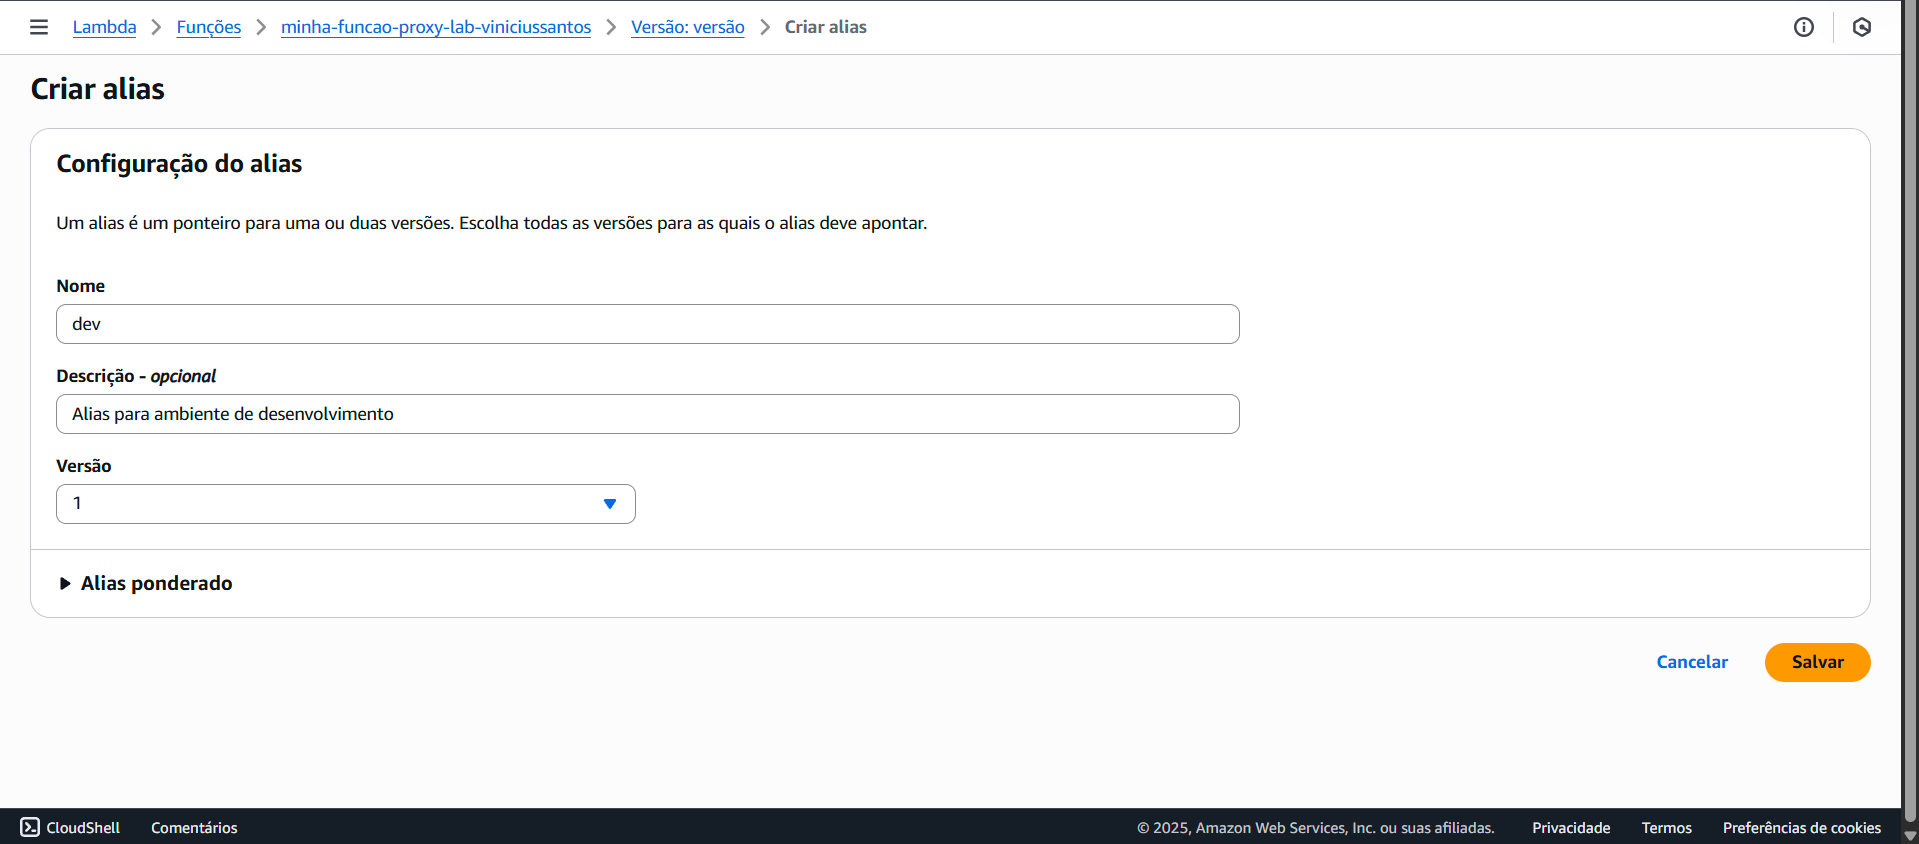 Lambda > Funções > minha-funcao-proxy-lab-viniciussantos > Versão: versão > Criar alias
Criar alias
Configuração do alias
Um alias é um ponteiro para uma ou duas versões. Escolha todas as versões para as quais o alias deve apontar.
Nome
dev
Descrição - opcional
Alias para ambiente de desenvolvimento
Versão
1
Alias ponderado
Cancelar Salvar
CloudShell Comentários © 2025, Amazon Web Services, Inc. ou suas afiliadas. Privacidade Termos Preferências de cookies